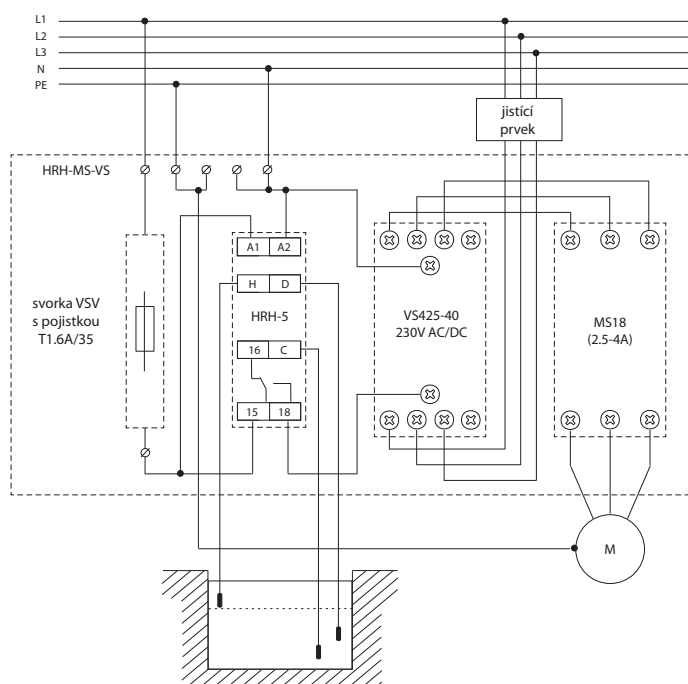 L1
L2
L3
N
PE
jistící
prvek
HRH-MS-VS
A1 A2
H D
HRH-5
svorka VSV
s pojistkou
T1.6A/35
VS425-40
230V AC/DC
MS18
(2.5-4A)
16 C
15 18
M